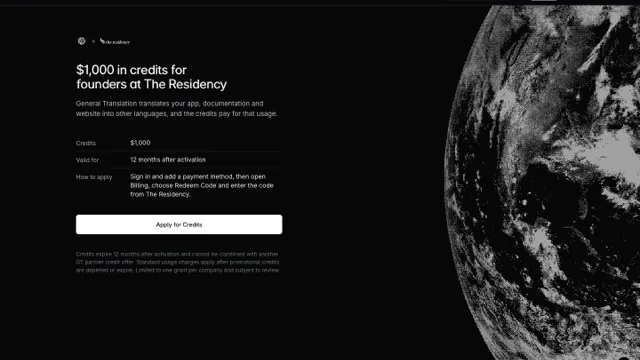 × the residency
$1,000 in credits for
founders at The Residency
General Translation translates your app, documentation and
website into other languages, and the credits pay for that usage.
Credits $1,000
Valid for 12 months after activation
How to apply Sign in and add a payment method, then open
Billing, choose Redeem Code and enter the code
from The Residency.
Apply for Credits
Credits expire 12 months after activation and cannot be combined with another
GT partner credit offer. Standard usage charges apply after promotional credits
are depleted or expire. Limited to one grant per company and subject to review.